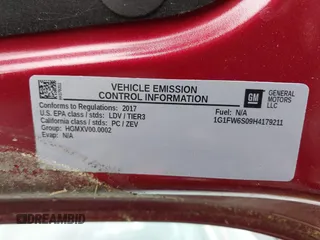 VEHICLE EMISSION
CONTROL INFORMATION
GM
GENERAL
MOTORS
LLC
Conforms to Regulations: 2017
U.S. EPA class / stds: LDV / TIER3
California class / stds: PC / ZEV
Group: HGMXV00.0002
Evap: N/A
Fuel: N/A
1G1FW6S09H4179211
DREAMBID